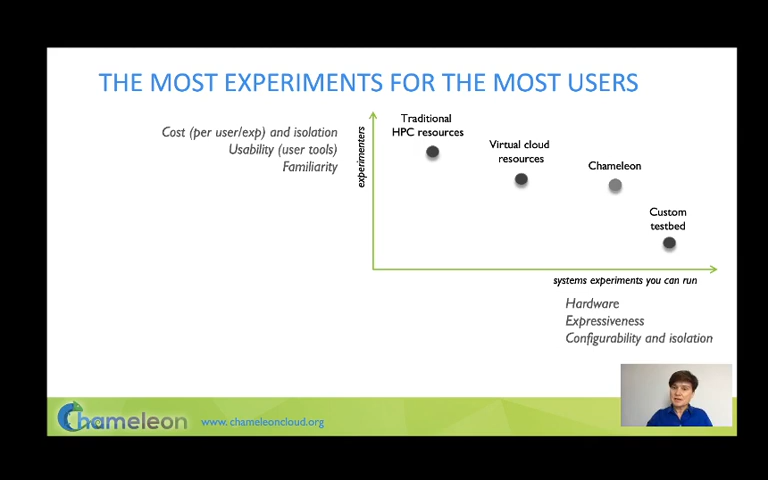 THE MOST EXPERIMENTS FOR THE MOST USERS
Cost (per user/exp) and isolation
Usability (user tools)
Familiarity
experimenters
Traditional
HPC resources
Virtual cloud
resources
Chameleon
Custom
testbed
systems experiments you can run
Hardware
Expressiveness
Configurability and isolation
Chameleon
www.chameleoncloud.org